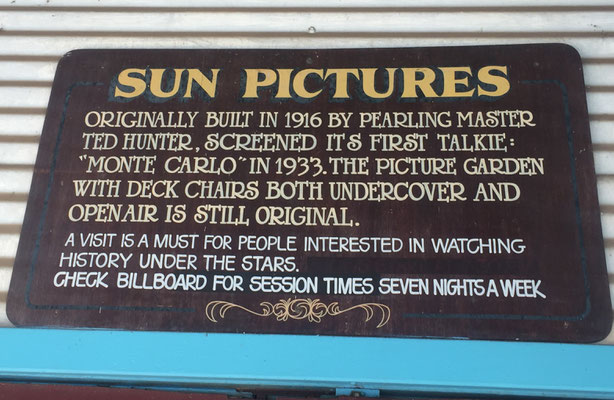 SUN PICTURES
ORIGINALLY BUILT IN 1916 BY PEARLING MASTER
TED HUNTER, SCREENED ITS FIRST TALKIE:
"MONTE CARLO" IN 1933. THE PICTURE GARDEN
WITH DECK CHAIRS BOTH UNDERCOVER AND
OPENAIR IS STILL ORIGINAL.
A VISIT IS A MUST FOR PEOPLE INTERESTED IN WATCHING
HISTORY UNDER THE STARS.
CHECK BILLBOARD FOR SESSION TIMES SEVEN NIGHTS A WEEK